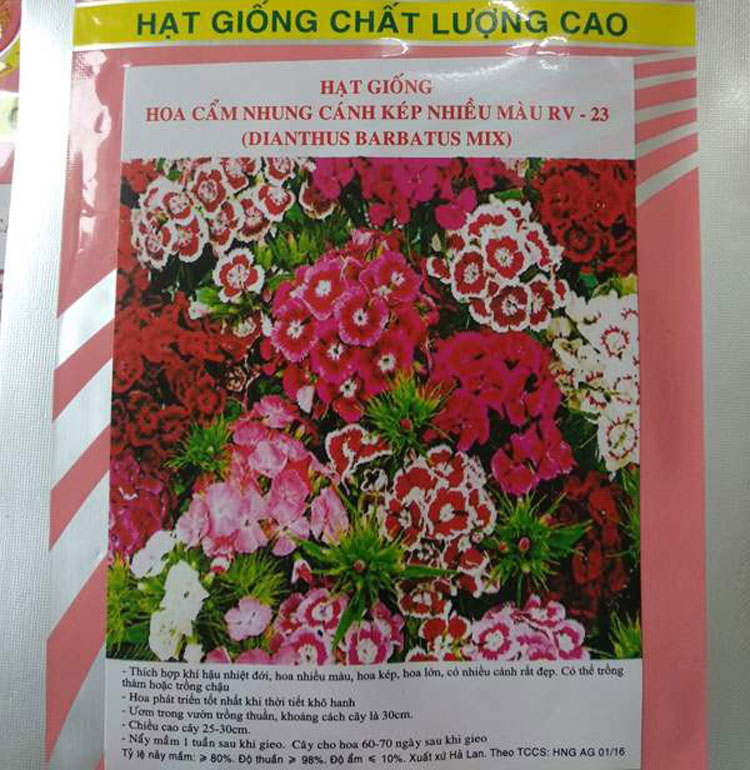 HẠT GIỐNG CHẤT LƯỢNG CAO
HẠT GIỐNG
HOA CẨM NHUNG CÁNH KÉP NHIỀU MÀU RV - 23
(DIANTHUS BARBATUS MIX)
- Thích hợp khí hậu nhiệt đới, hoa nhiều màu, hoa kép, hoa lớn, có nhiều cánh rất đẹp. Có thể trồng
thảm hoặc trồng chậu
- Hoa phát triển tốt nhất khi thời tiết khô hanh
- Ươm trong vườn trồng thuần, khoảng cách cây là 30cm.
- Chiều cao cây 25-30cm.
- Nẩy mầm 1 tuần sau khi gieo. Cây cho hoa 60-70 ngày sau khi gieo
Tỷ lệ nảy mầm: ⩾ 80%. Độ thuần ⩾ 98%. Độ ẩm ⩽ 10%. Xuất xứ Hà Lan. Theo TCCS: HNG AG 01/16